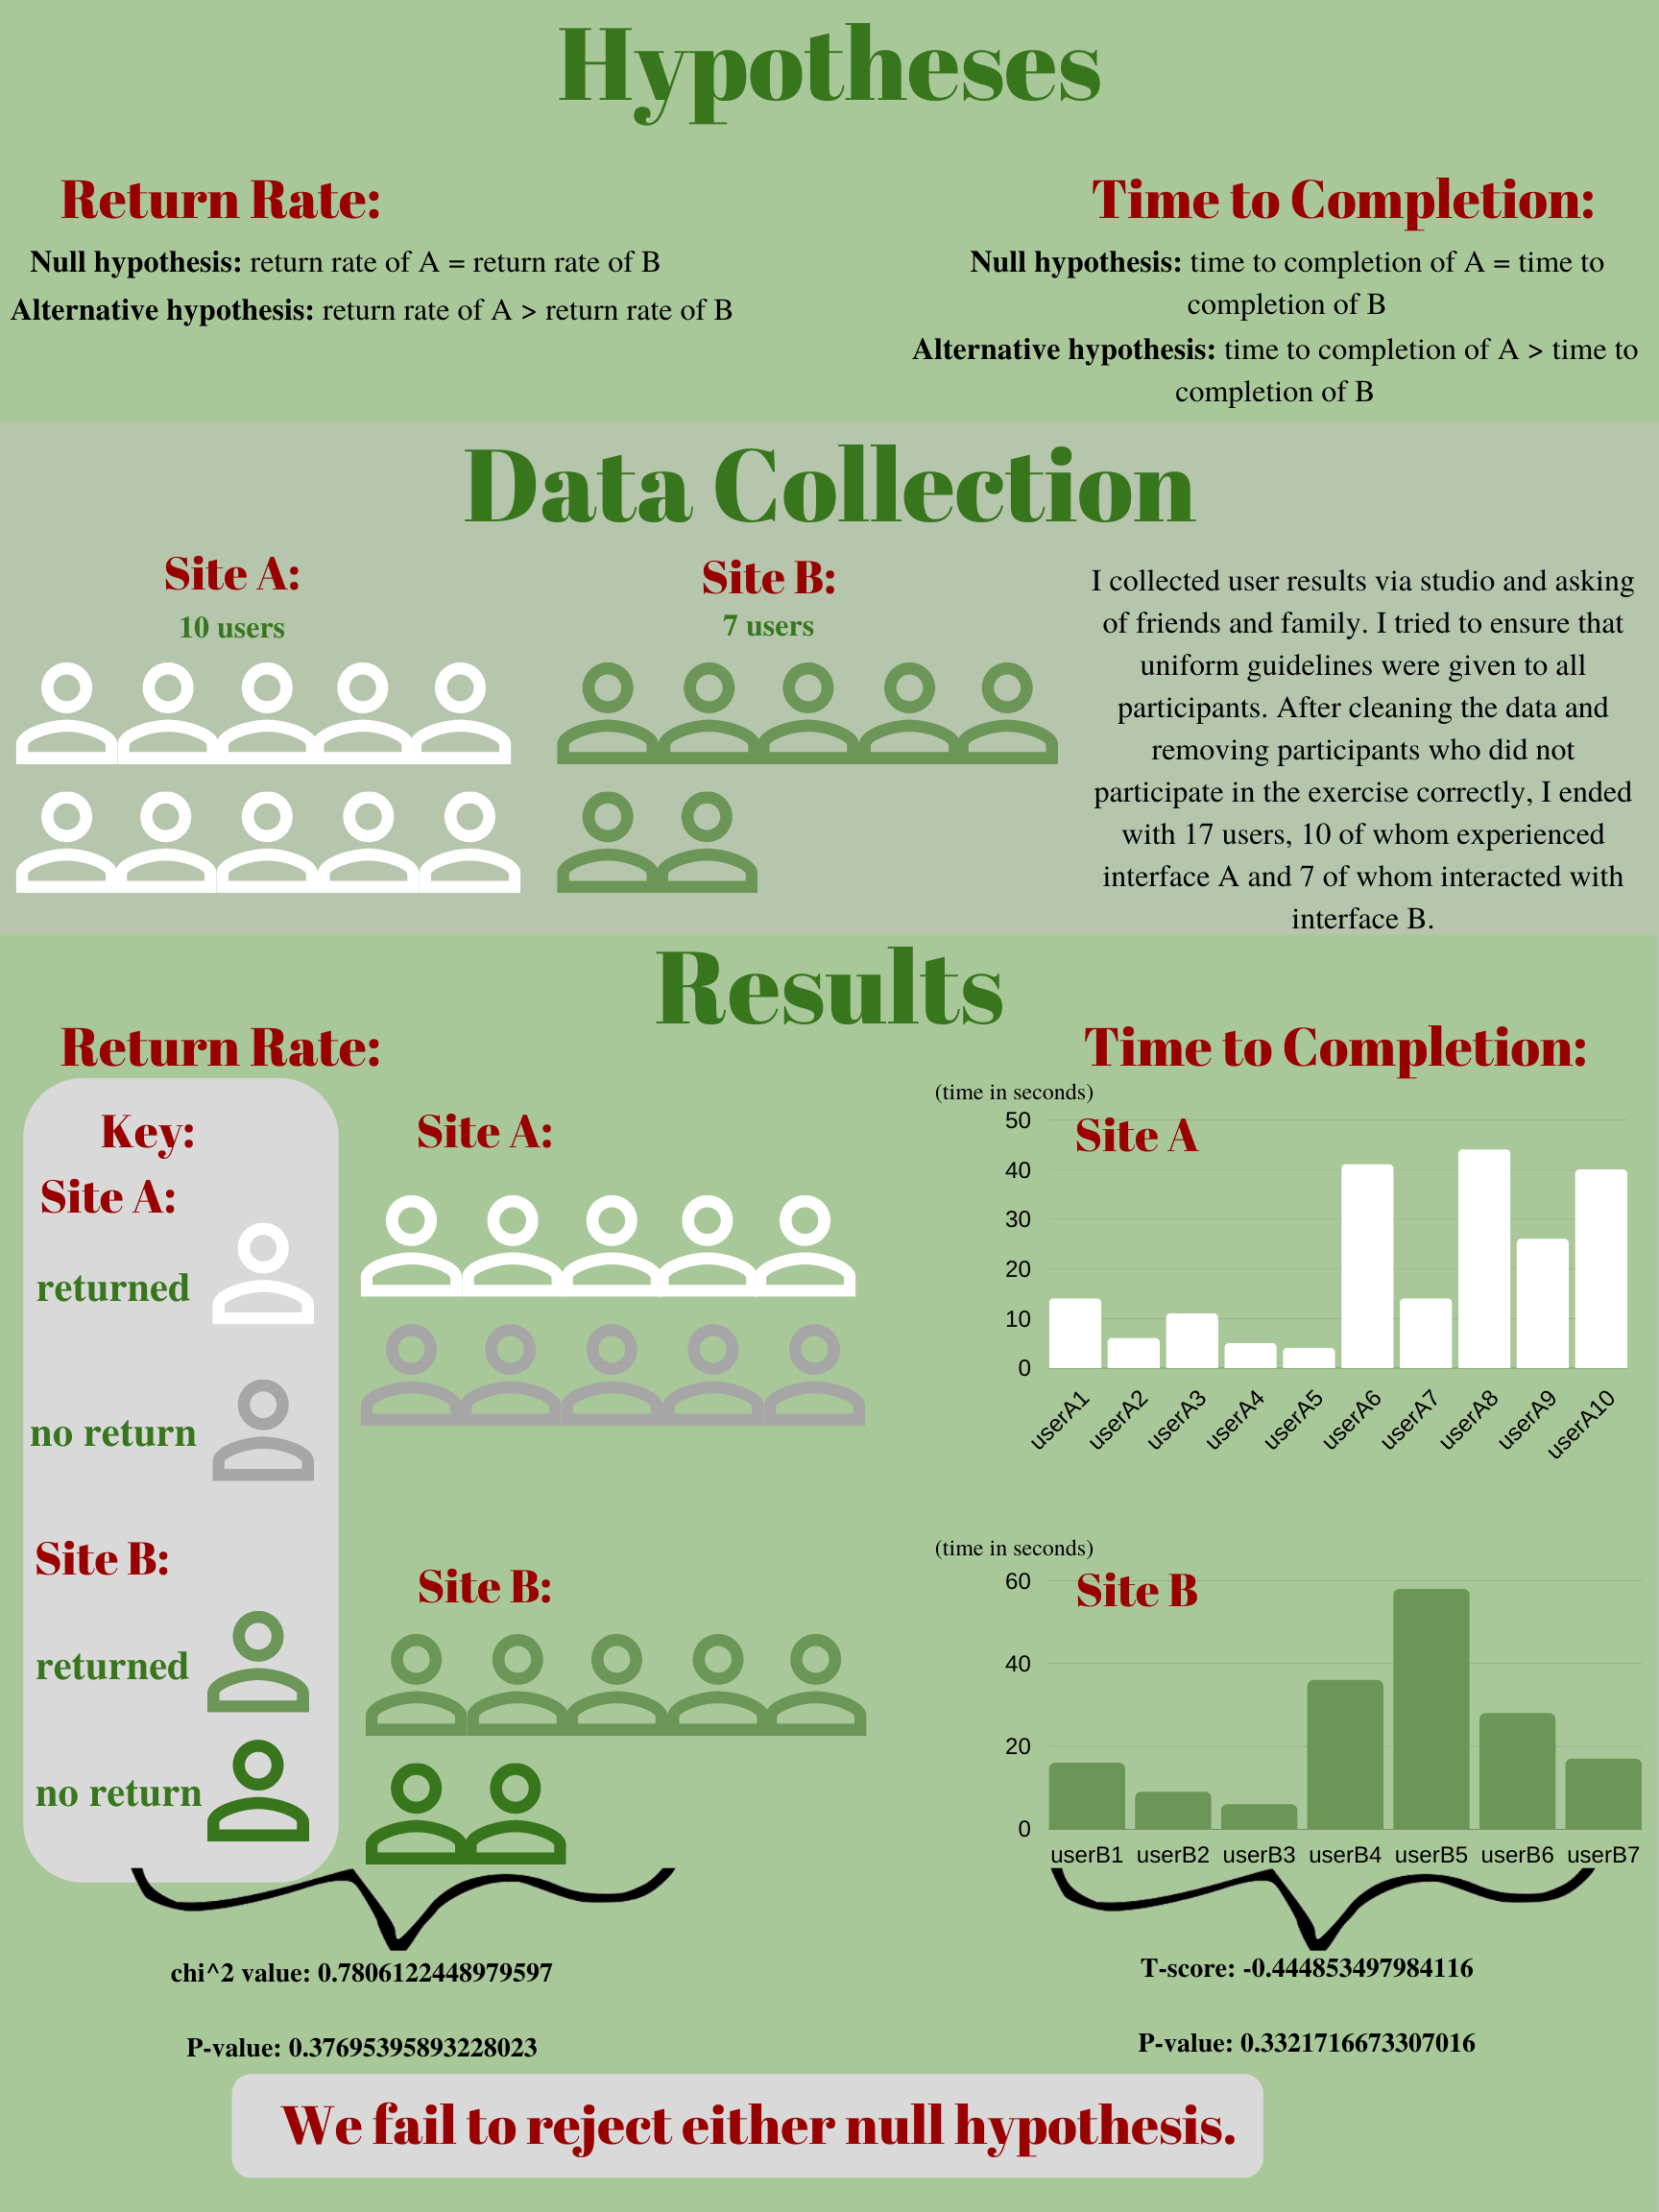 Hypotheses
Return Rate:
Null hypothesis: return rate of A = return rate of B
Alternative hypothesis: return rate of A > return rate of B
Time to Completion:
Null hypothesis: time to completion of A = time to
completion of B
Alternative hypothesis: time to completion of A > time to
completion of B
Data Collection
Site A:
10 users
Site B:
7 users
I collected user results via studio and asking
of friends and family. I tried to ensure that
uniform guidelines were given to all
participants. After cleaning the data and
removing participants who did not
participate in the exercise correctly, I ended
with 17 users, 10 of whom experienced
interface A and 7 of whom interacted with
interface B.
Results
Return Rate:
Key:
Site A:
returned
no return
Site B:
returned
no return
Site A:
Site B:
chi^2 value: 0.7806122448979597
P-value: 0.37695395893228023
Time to Completion:
(time in seconds)
Site A
50
40
30
20
10
0
userA1 userA2 userA3 userA4 userA5 userA6 userA7 userA8 userA9 userA10
(time in seconds)
Site B
60
40
20
0
userB1 userB2 userB3 userB4 userB5 userB6 userB7
T-score: -0.444853497984116
P-value: 0.3321716673307016
We fail to reject either null hypothesis.